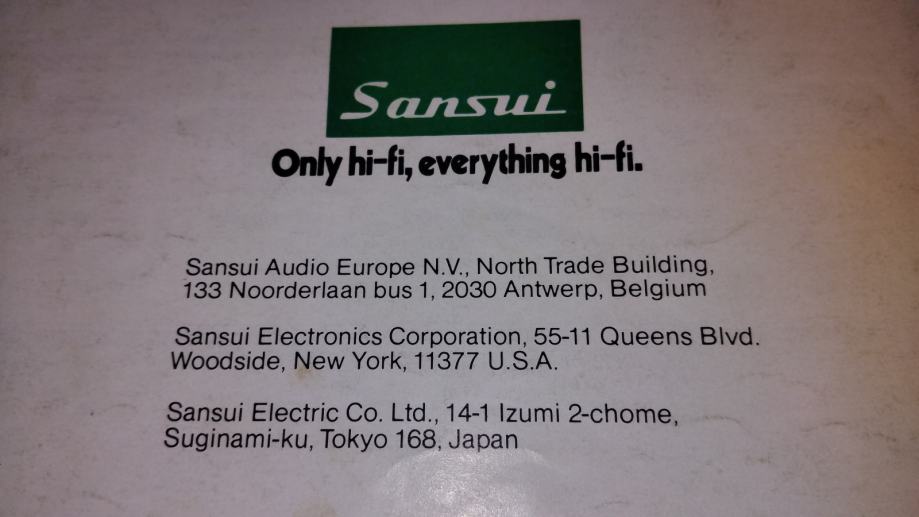 Sansui
Only hi-fi, everything hi-fi.
Sansui Audio Europe N.V., North Trade Building,
133 Noorderlaan bus 1, 2030 Antwerp, Belgium
Sansui Electronics Corporation, 55-11 Queens Blvd.
Woodside, New York, 11377 U.S.A.
Sansui Electric Co. Ltd., 14-1 Izumi 2-chome,
Suginami-ku, Tokyo 168, Japan